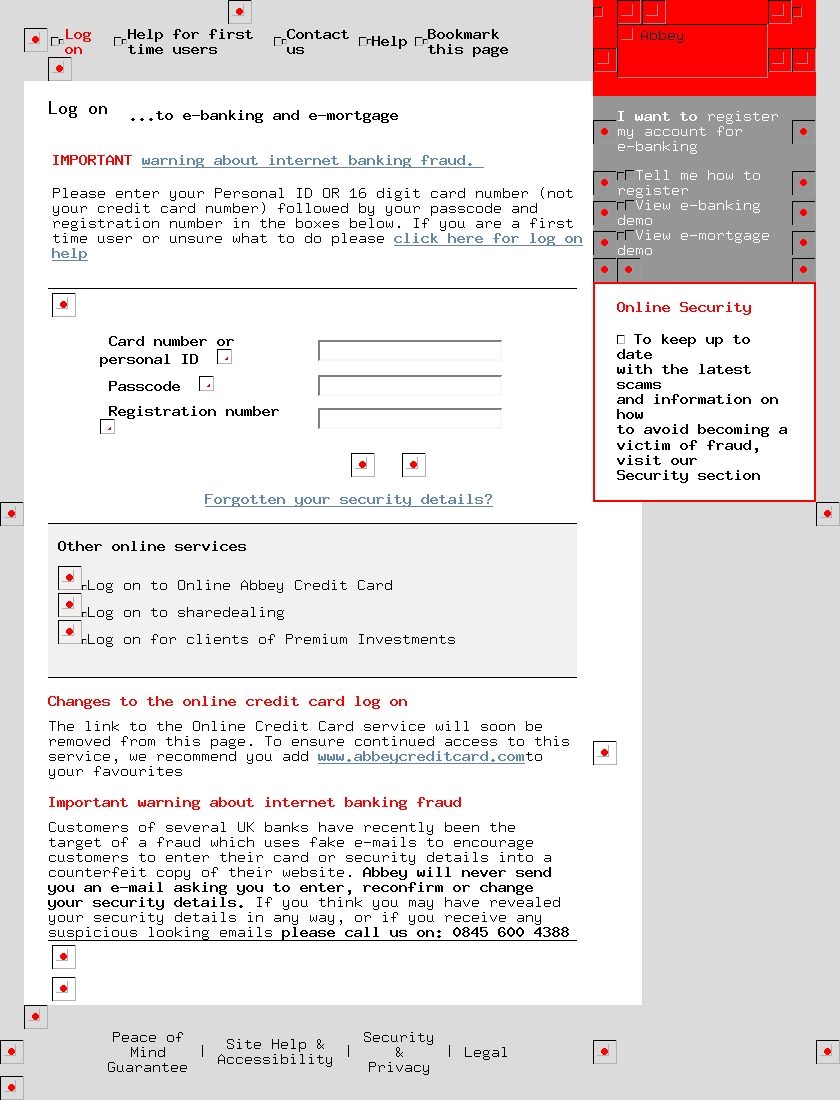 Log on
Help for first time users
Contact us
Help
Bookmark this page
Abbey
Log on ...to e-banking and e-mortgage
IMPORTANT warning about internet banking fraud.
Please enter your Personal ID OR 16 digit card number (not
your credit card number) followed by your passcode and
registration number in the boxes below. If you are a first
time user or unsure what to do please click here for log on
help
Card number or
personal ID
Passcode
Registration number
Forgotten your security details?
Other online services
Log on to Online Abbey Credit Card
Log on to sharedealing
Log on for clients of Premium Investments
Changes to the online credit card log on
The link to the Online Credit Card service will soon be
removed from this page. To ensure continued access to this
service, we recommend you add www.abbeycreditcard.comto
your favourites
Important warning about internet banking fraud
Customers of several UK banks have recently been the
target of a fraud which uses fake e-mails to encourage
customers to enter their card or security details into a
counterfeit copy of their website. Abbey will never send
you an e-mail asking you to enter, reconfirm or change
your security details. If you think you may have revealed
your security details in any way, or if you receive any
suspicious looking emails please call us on: 0845 600 4388
I want to register
my account for
e-banking
Tell me how to
register
View e-banking
demo
View e-mortgage
demo
Online Security
To keep up to
date
with the latest
scams
and information on
how
to avoid becoming a
victim of fraud,
visit our
Security section
Peace of
Mind
Guarantee
|
Site Help &
Accessibility
|
Security
&
Privacy
|
Legal